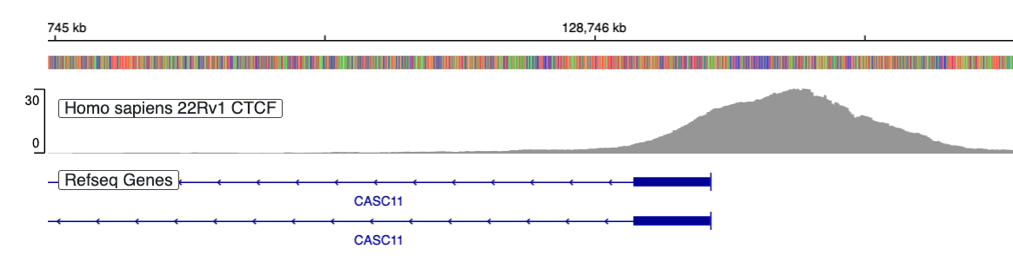 745 kb 128,746 kb
30
Homo sapiens 22Rv1 CTCF
0
Refseq Genes
CASC11
CASC11